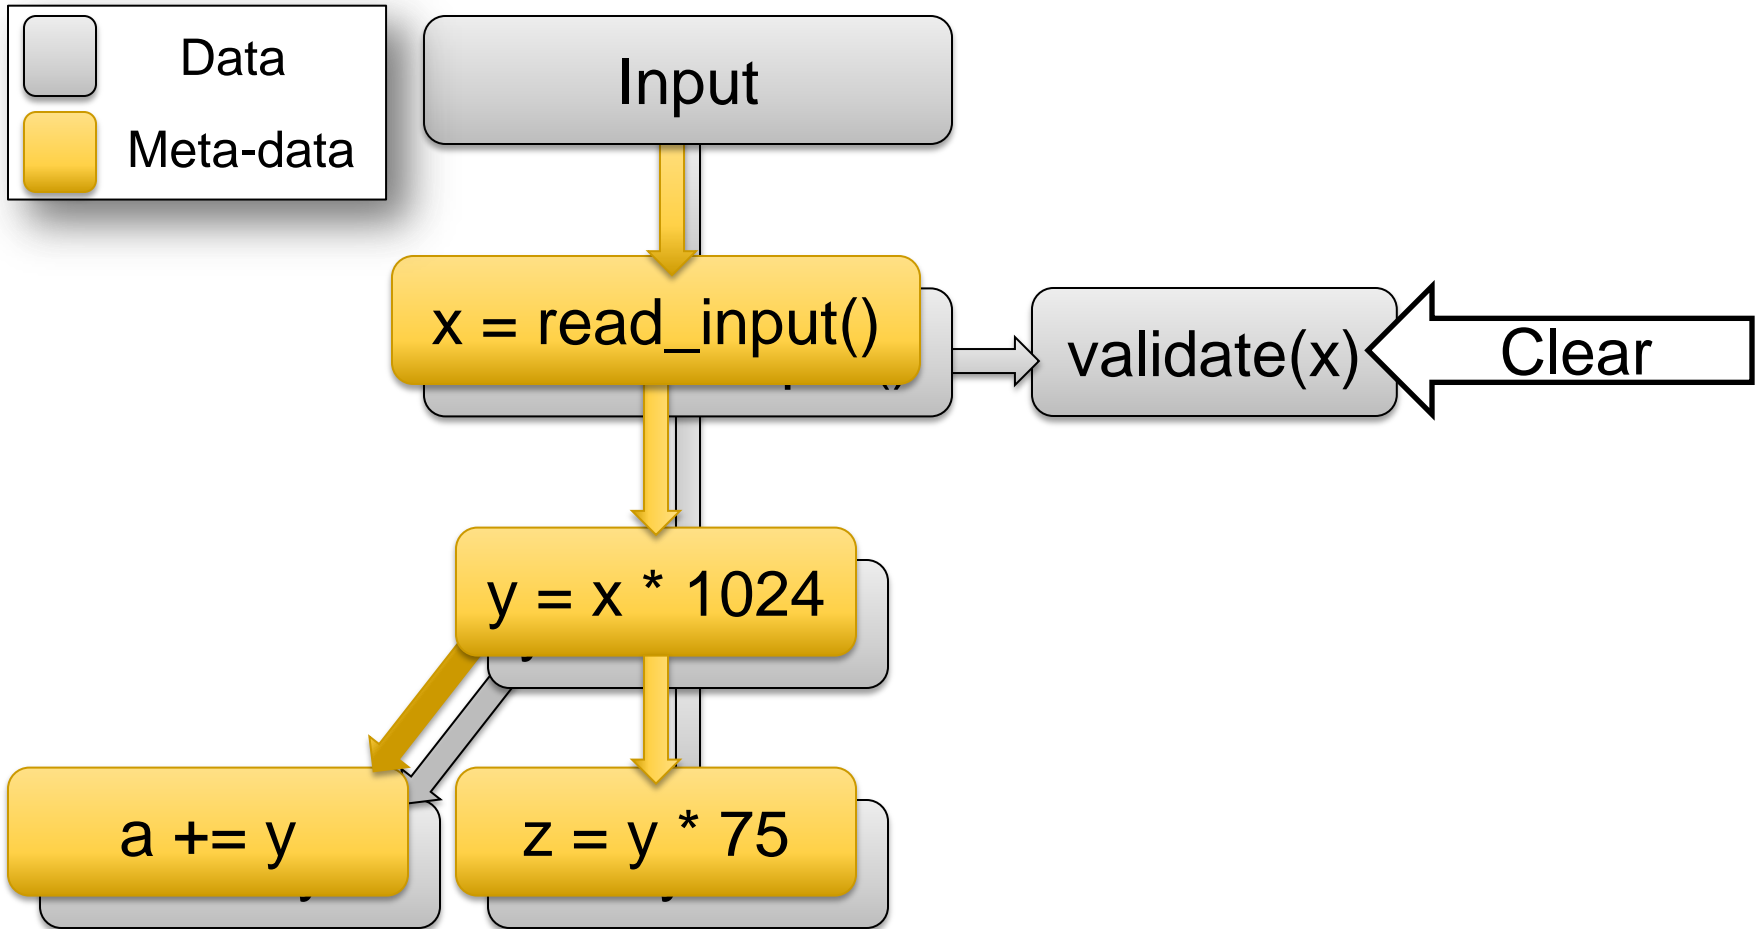 Data
Meta-data
Input
x = read_input()
validate(x)
Clear
y = x * 1024
a += y
z = y * 75